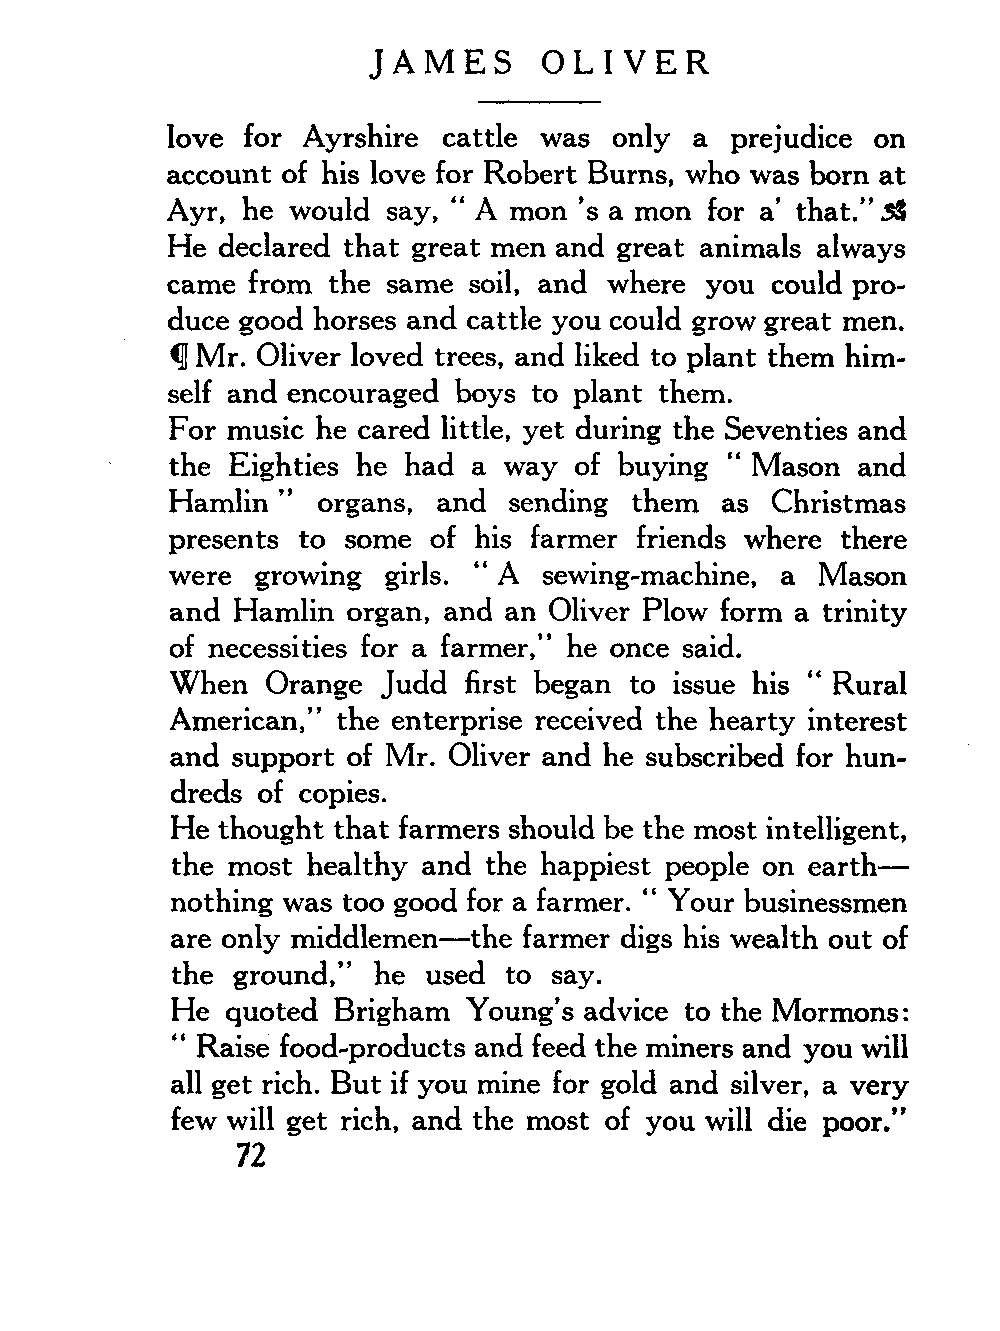 JAMES OLIVER
love for Ayrshire cattle was only a prejudice on
account of his love for Robert Burns, who was born at
Ayr, he would say, “ A mon 's a mon for a' that.”
He declared that great men and great animals always
came from the same soil, and where you could pro-
duce good horses and cattle you could grow great men.
¶ Mr. Oliver loved trees, and liked to plant them him-
self and encouraged boys to plant them.
For music he cared little, yet during the Seventies and
the Eighties he had a way of buying “ Mason and
Hamlin ” organs, and sending them as Christmas
presents to some of his farmer friends where there
were growing girls. “ A sewing-machine, a Mason
and Hamlin organ, and an Oliver Plow form a trinity
of necessities for a farmer,” he once said.
When Orange Judd first began to issue his “ Rural
American,” the enterprise received the hearty interest
and support of Mr. Oliver and he subscribed for hun-
dreds of copies.
He thought that farmers should be the most intelligent,
the most healthy and the happiest people on earth—
nothing was too good for a farmer. “ Your businessmen
are only middlemen—the farmer digs his wealth out of
the ground,” he used to say.
He quoted Brigham Young's advice to the Mormons:
“ Raise food-products and feed the miners and you will
all get rich. But if you mine for gold and silver, a very
few will get rich, and the most of you will die poor.”
72